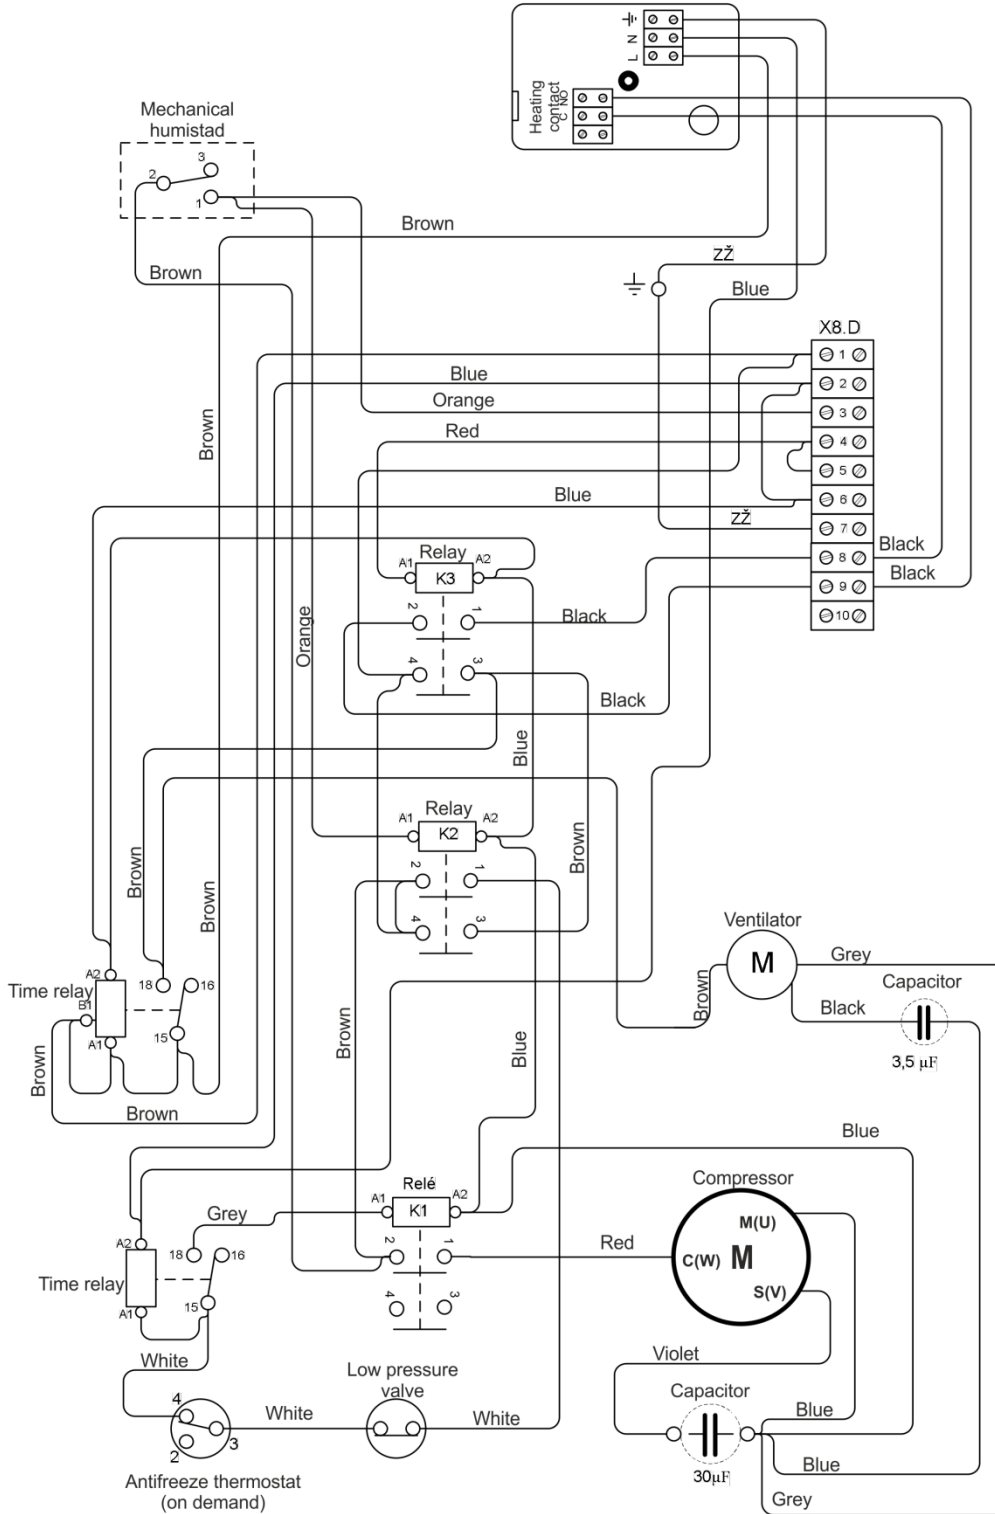 N
L
Heating
contact
C NO
Mechanical
humistad
3
2
1
Brown
ZŽ
Brown
Blue
X8.D
1
Blue
2
Orange
3
Brown
Red
4
5
Blue
6
ZŽ
7
Black
Relay
8
A1
A2
K3
Black
9
2
1
Black
10
Orange
4
3
Black
Blue
Relay
A1
A2
K2
Brown
Brown
2
1
Brown
4
3
Ventilator
M
Grey
A2
18
16
Time relay
Capacitor
B1
Brown
Black
A1
15
Brown
Blue
3,5 µF
Brown
Brown
Blue
Relé
Compressor
A1
A2
Grey
K1
M(U)
A2
18
16
2
1
Red
C(W)
M
Time relay
S(V)
A1
15
4
3
White
Low pressure
valve
Violet
4
Capacitor
White
White
Blue
3
2
Blue
Antifreeze thermostat
(on demand)
30µF
Grey